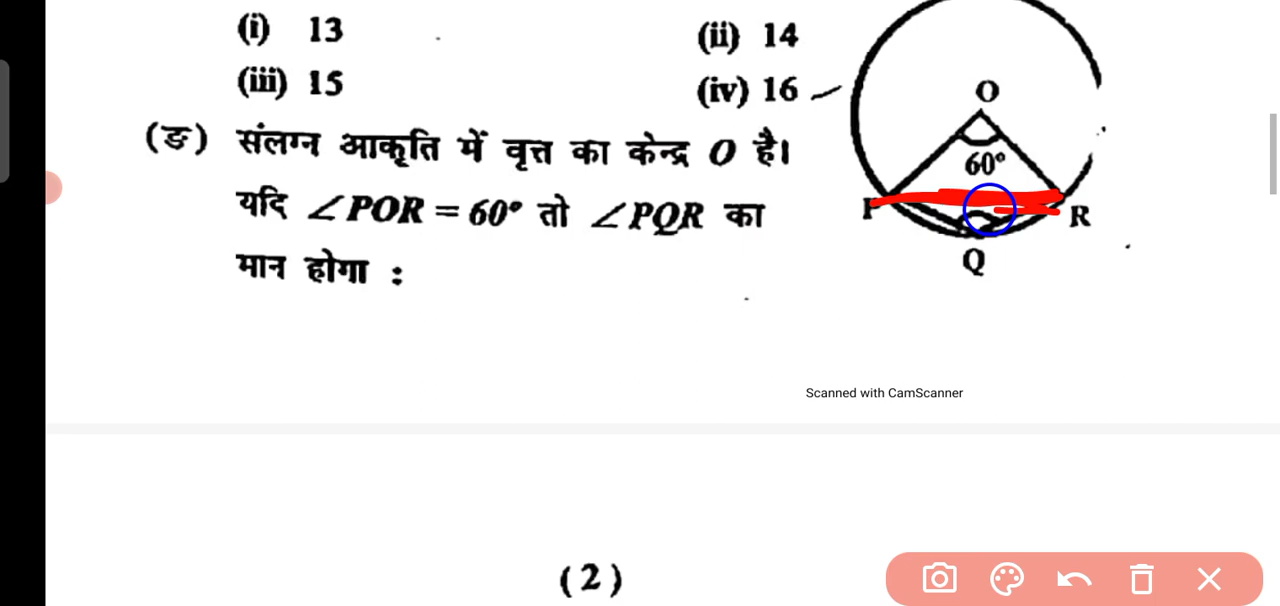 (i) 13 (ii) 14
(iii) 15 (iv) 16
O
(ङ) संलग्न आकृति में वृत्त का केन्द्र O है।
60°
यदि ∠POR = 60° तो ∠PQR का
P R
मान होगा :
Q
Scanned with CamScanner
(2)